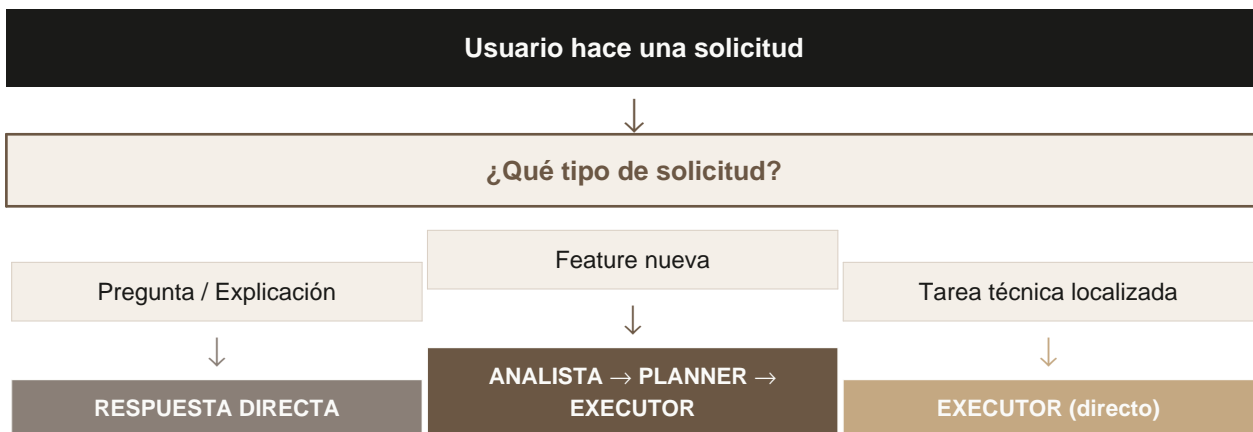 Usuario hace una solicitud
¿Qué tipo de solicitud?
Pregunta / Explicación
RESPUESTA DIRECTA
Feature nueva
ANALISTA → PLANNER →
EXECUTOR
Tarea técnica localizada
EXECUTOR (directo)